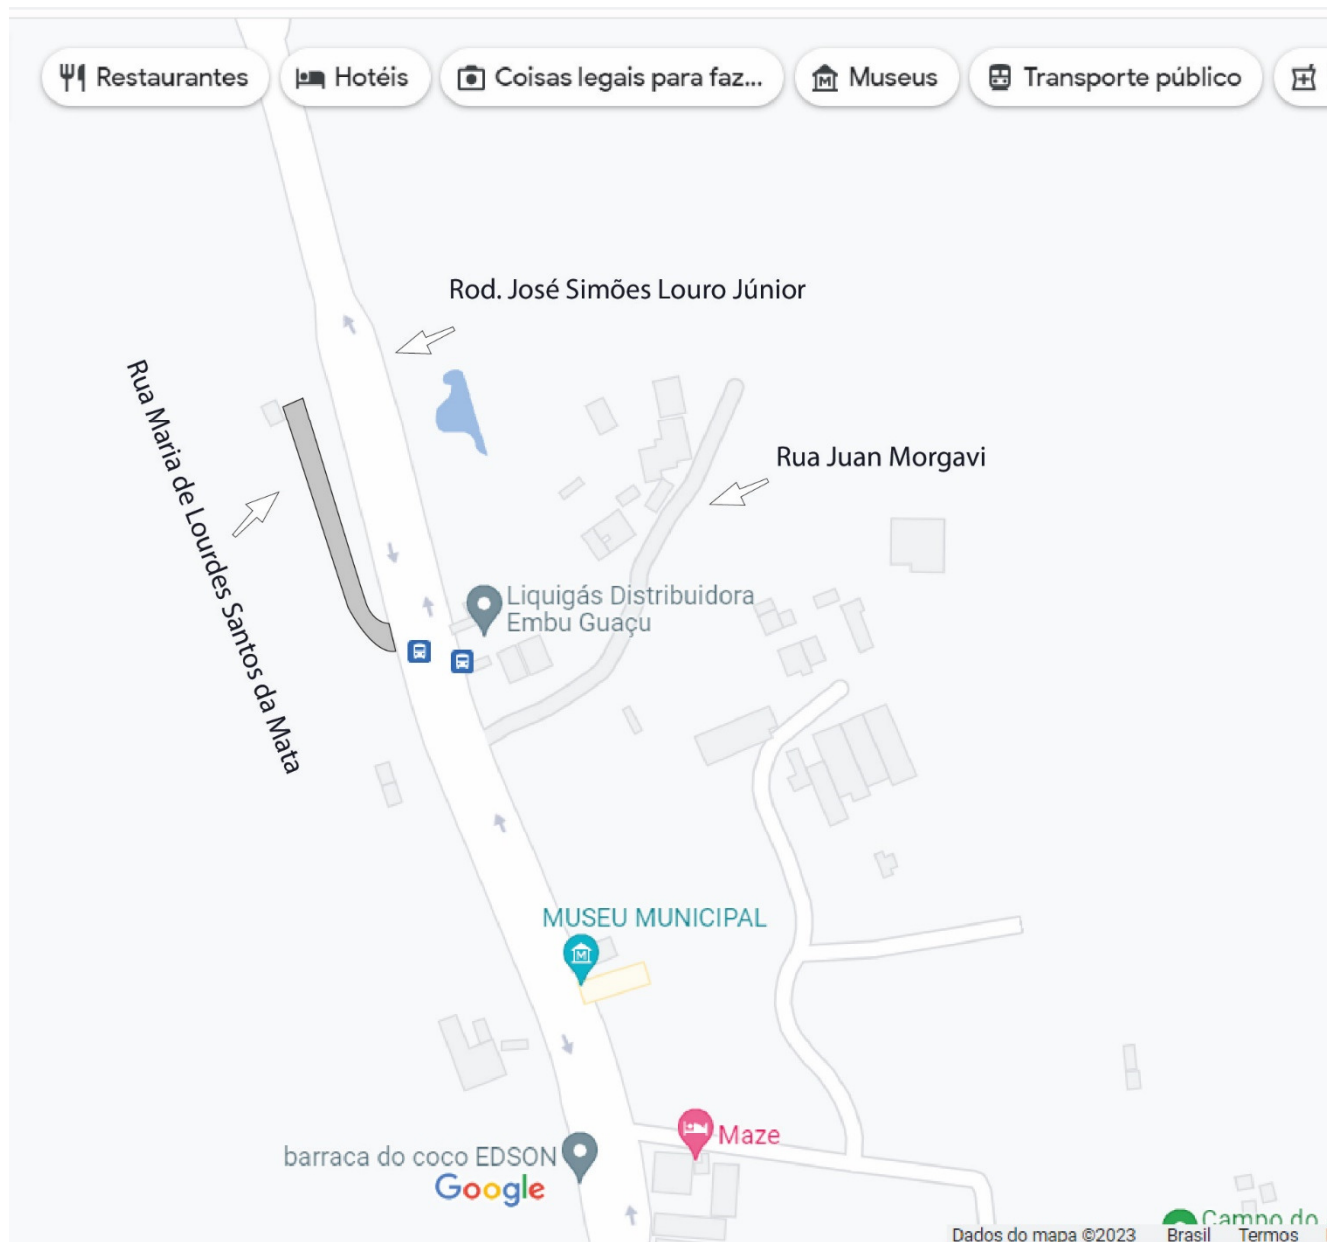 Restaurantes
Hotéis
Coisas legais para faz...
Museus
Transporte público
Rod. José Simões Louro Júnior
Rua Maria de Lourdes Santos da Mata
Rua Juan Morgavi
Liquigás Distribuidora
Embu Guaçu
MUSEU MUNICIPAL
Maze
barraca do coco EDSON
Google
Campo do
Dados do mapa ©2023 Brasil Termos